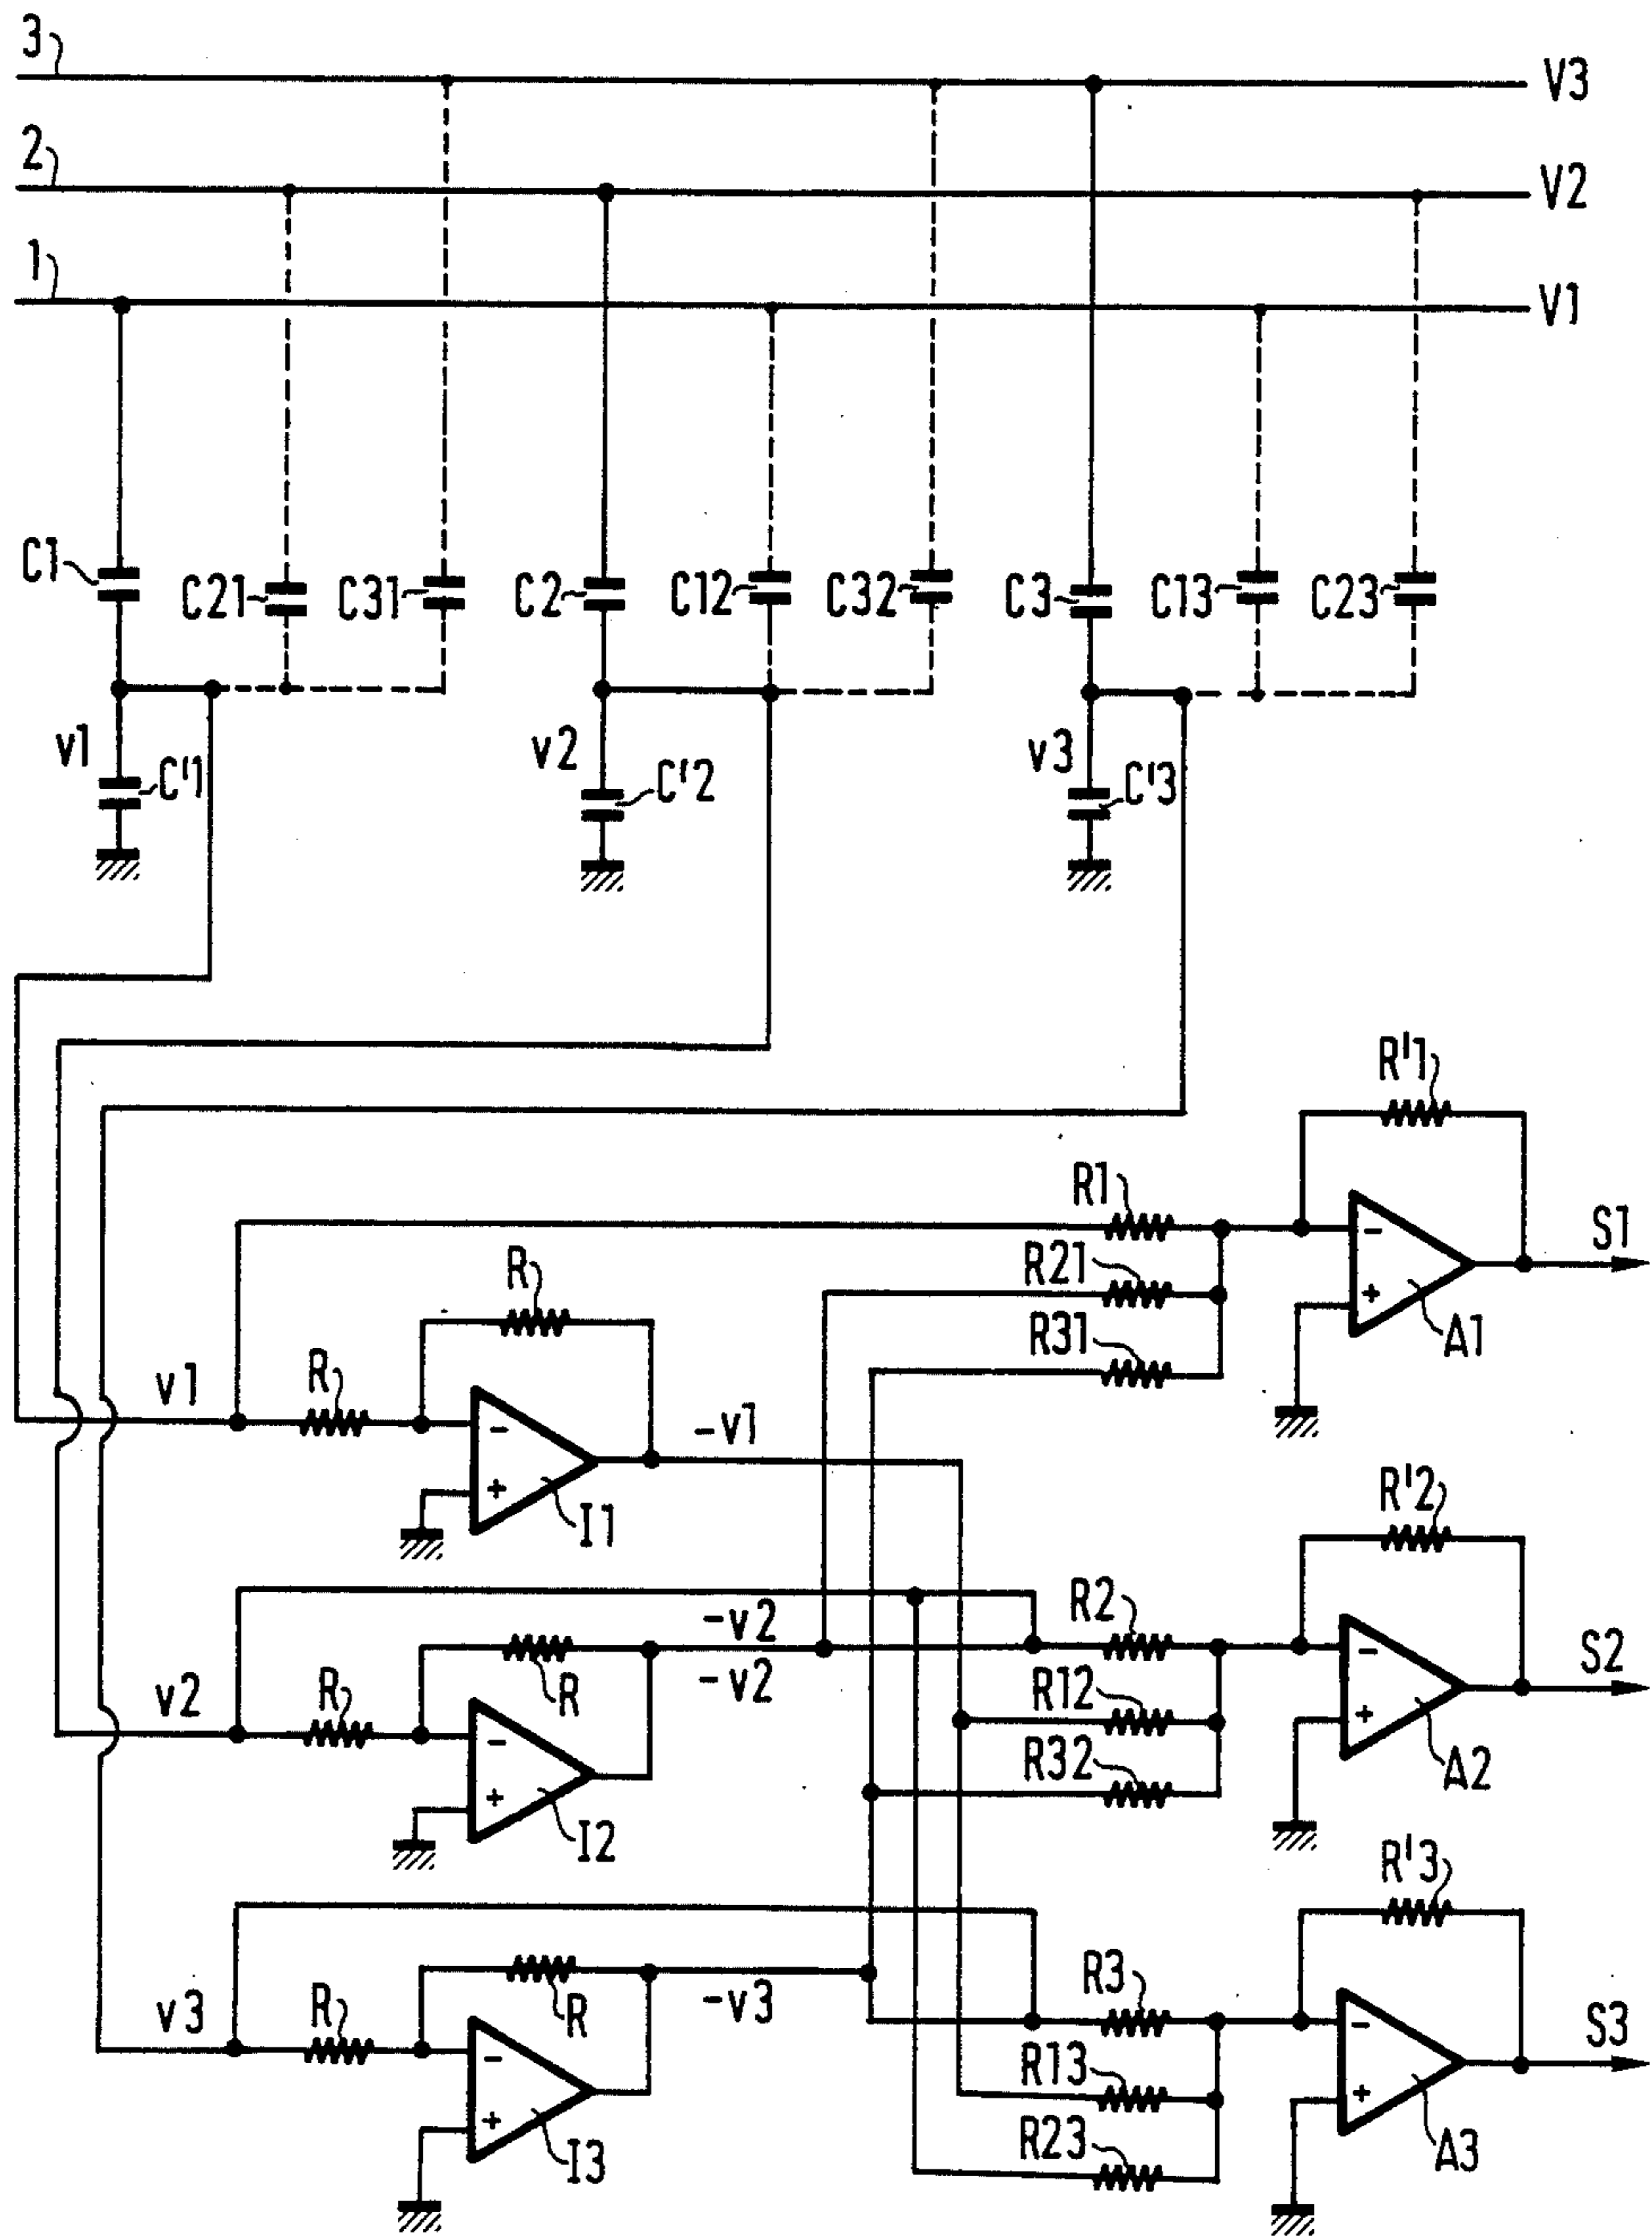 3
V3
2
V2
1
V1
C1
C21
C31
C2
C12
C32
C3
C13
C23
v1
C'1
v2
C'2
v3
C'3
R'1
R1
S1
R
R21
R31
A1
v1
R
-v1
I1
R'2
R2
-v2
S2
v2
R
R
-v2
R12
R32
A2
I2
R'3
R3
v3
R
R
-v3
S3
R13
R23
A3
I3
-
+
-
+
-
+
-
+
-
+
-
+